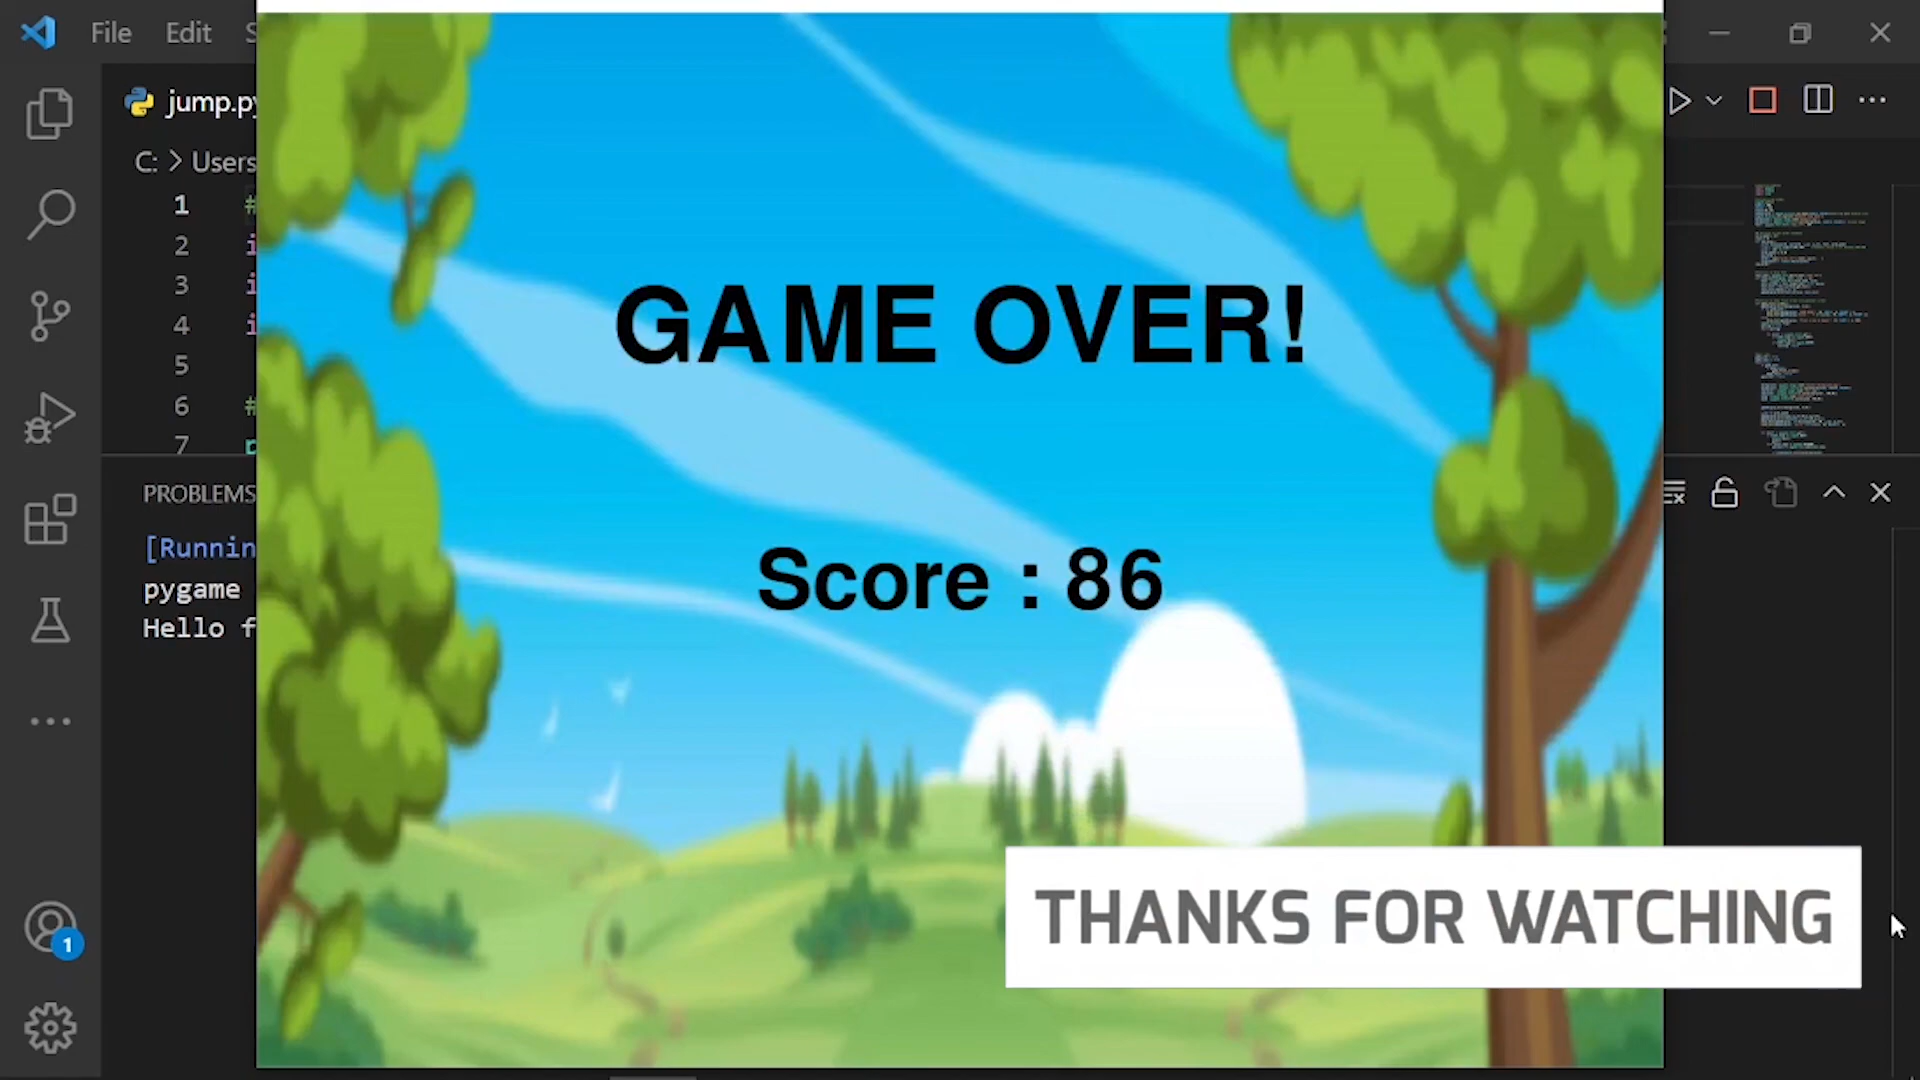 File Edit
jump.py
C: > Users
1 #
2 i
3 i
4 i
5
6 #
7
GAME OVER!
Score : 86
PROBLEMS
[Runnin
pygame
Hello f
1
THANKS FOR WATCHING